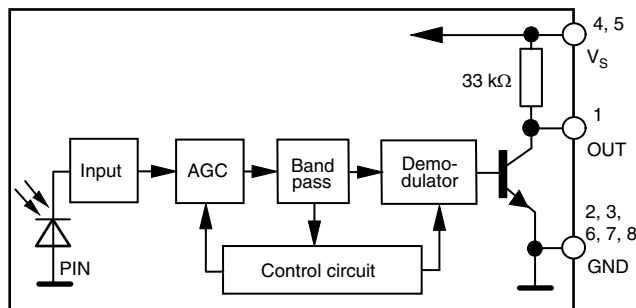 4, 5
V_S
33 kΩ
1
OUT
Input
AGC
Band
pass
Demo-
dulator
2, 3,
6, 7, 8
GND
PIN
Control circuit